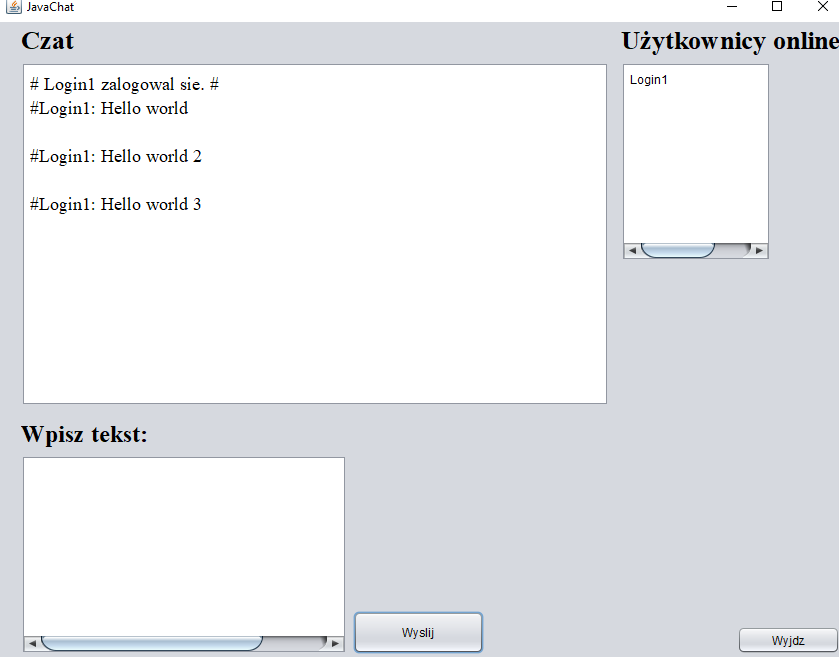 JavaChat
Czat
Użytkownicy online
# Login1 zalogowal sie. #
#Login1: Hello world
#Login1: Hello world 2
#Login1: Hello world 3
Login1
Wpisz tekst:
Wyslij
Wyjdz